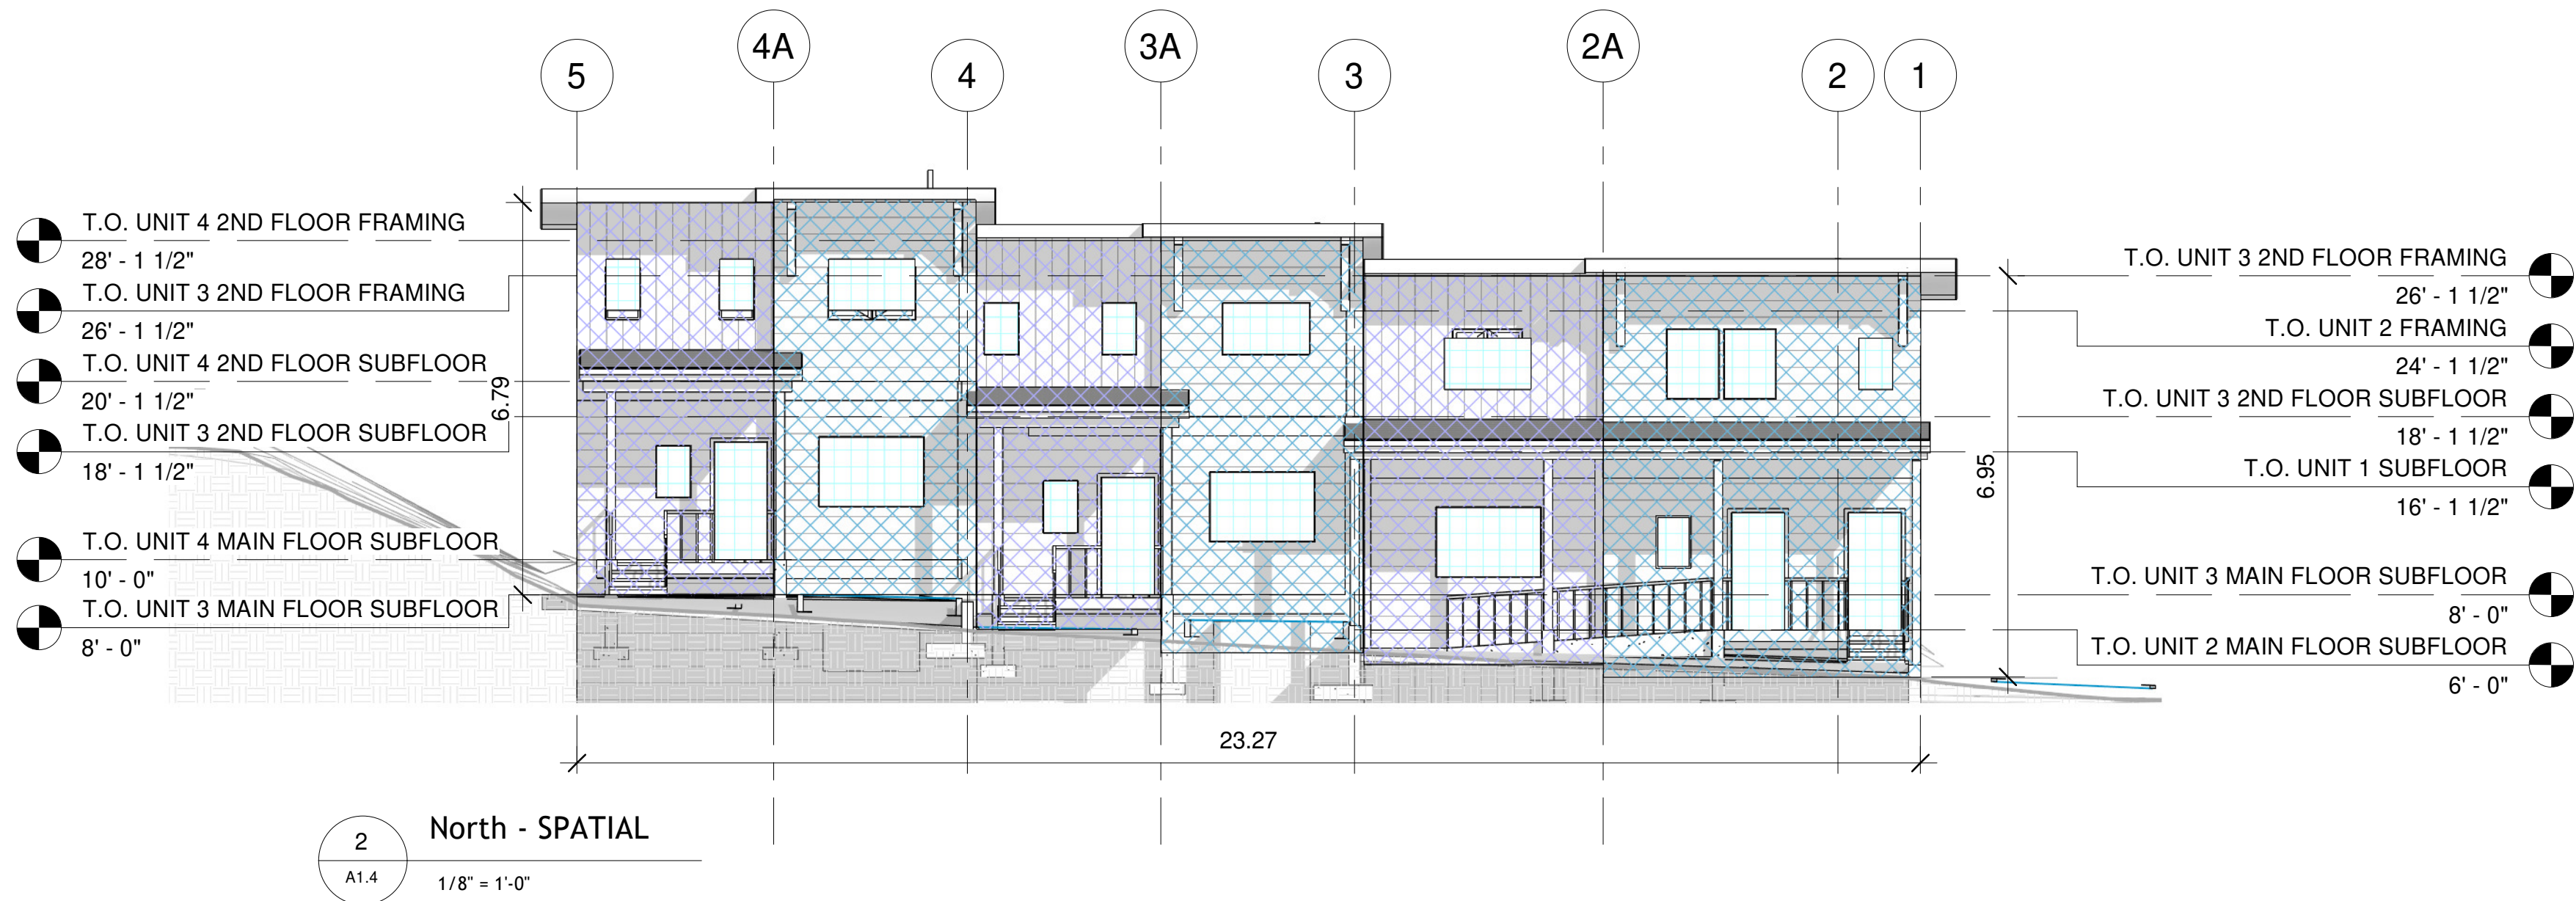 5
4A
4
3A
3
2A
2
1
T.O. UNIT 4 2ND FLOOR FRAMING
28' - 1 1/2"
T.O. UNIT 3 2ND FLOOR FRAMING
26' - 1 1/2"
T.O. UNIT 4 2ND FLOOR SUBFLOOR
20' - 1 1/2"
T.O. UNIT 3 2ND FLOOR SUBFLOOR
18' - 1 1/2"
T.O. UNIT 4 MAIN FLOOR SUBFLOOR
10' - 0"
T.O. UNIT 3 MAIN FLOOR SUBFLOOR
8' - 0"
6.79
T.O. UNIT 3 2ND FLOOR FRAMING
26' - 1 1/2"
T.O. UNIT 2 FRAMING
24' - 1 1/2"
T.O. UNIT 3 2ND FLOOR SUBFLOOR
18' - 1 1/2"
T.O. UNIT 1 SUBFLOOR
16' - 1 1/2"
T.O. UNIT 3 MAIN FLOOR SUBFLOOR
8' - 0"
T.O. UNIT 2 MAIN FLOOR SUBFLOOR
6' - 0"
6.95
23.27
2
A1.4
North - SPATIAL
1/8" = 1'-0"